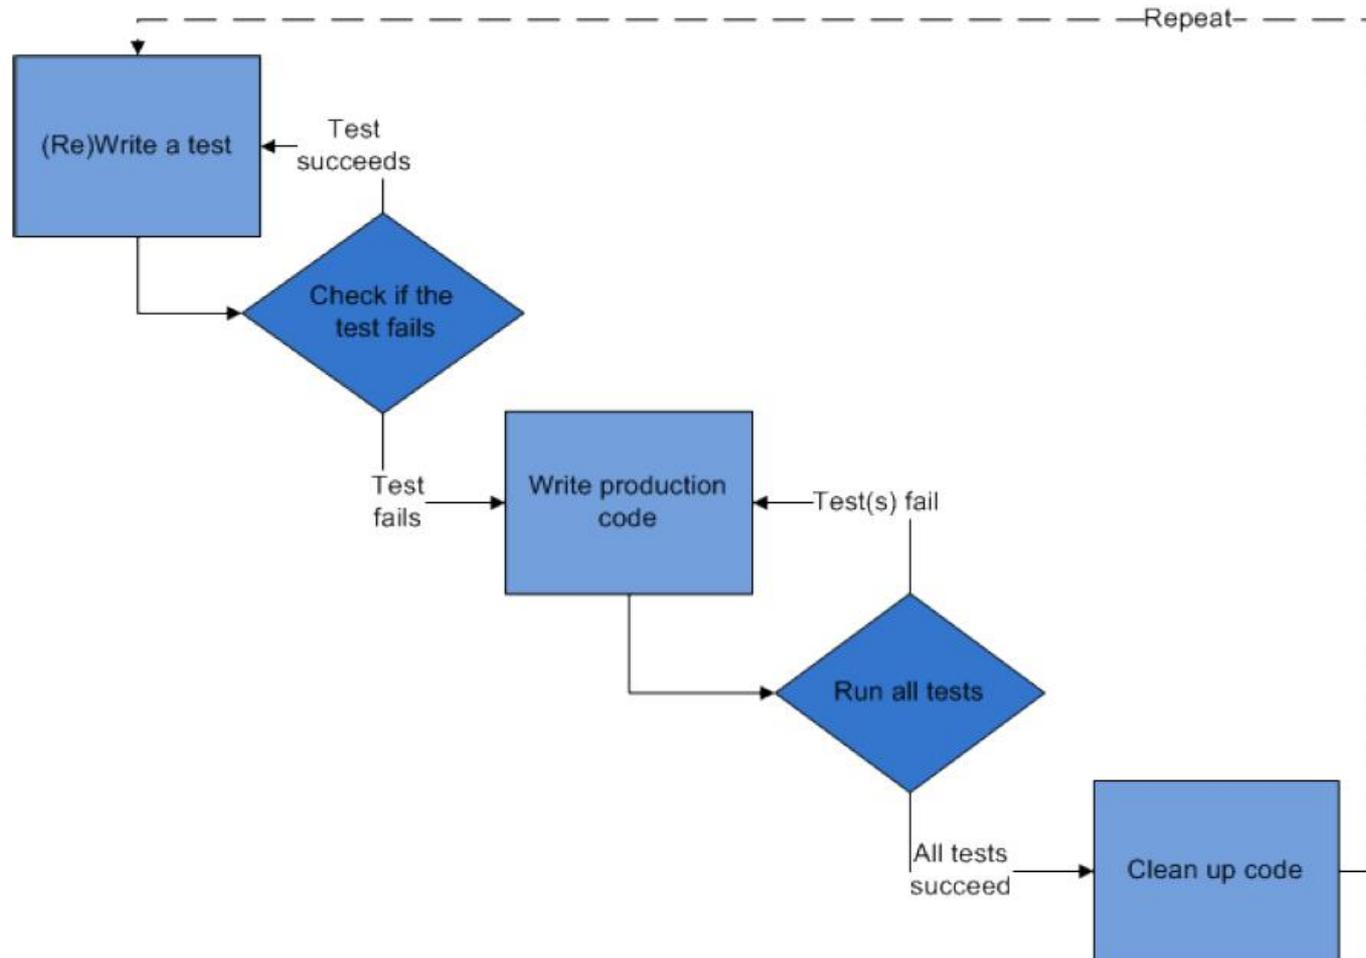 Repeat
(Re)Write a test
Test
succeeds
Check if the
test fails
Test
fails
Write production
code
Test(s) fail
Run all tests
All tests
succeed
Clean up code